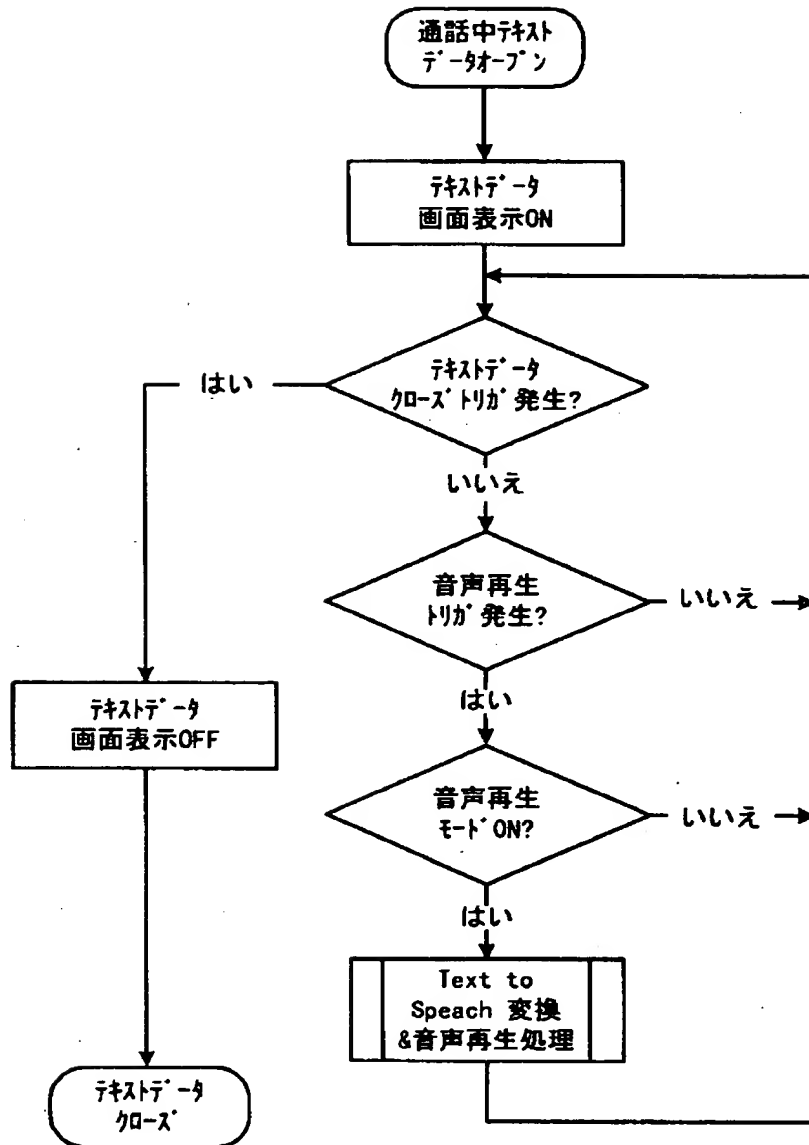 通話中ﾃｷｽﾄ
ﾃﾞｰﾀｵｰﾌﾟﾝ
ﾃｷｽﾄﾃﾞｰﾀ
画面表示ON
ﾃｷｽﾄﾃﾞｰﾀ
ｸﾛｰｽﾞﾄﾘｶﾞ発生?
はい
いいえ
音声再生
ﾄﾘｶﾞ発生?
いいえ
はい
ﾃｷｽﾄﾃﾞｰﾀ
画面表示OFF
音声再生
ﾓｰﾄﾞON?
いいえ
はい
Text to
Speach 変換
&音声再生処理
ﾃｷｽﾄﾃﾞｰﾀ
ｸﾛｰｽﾞ